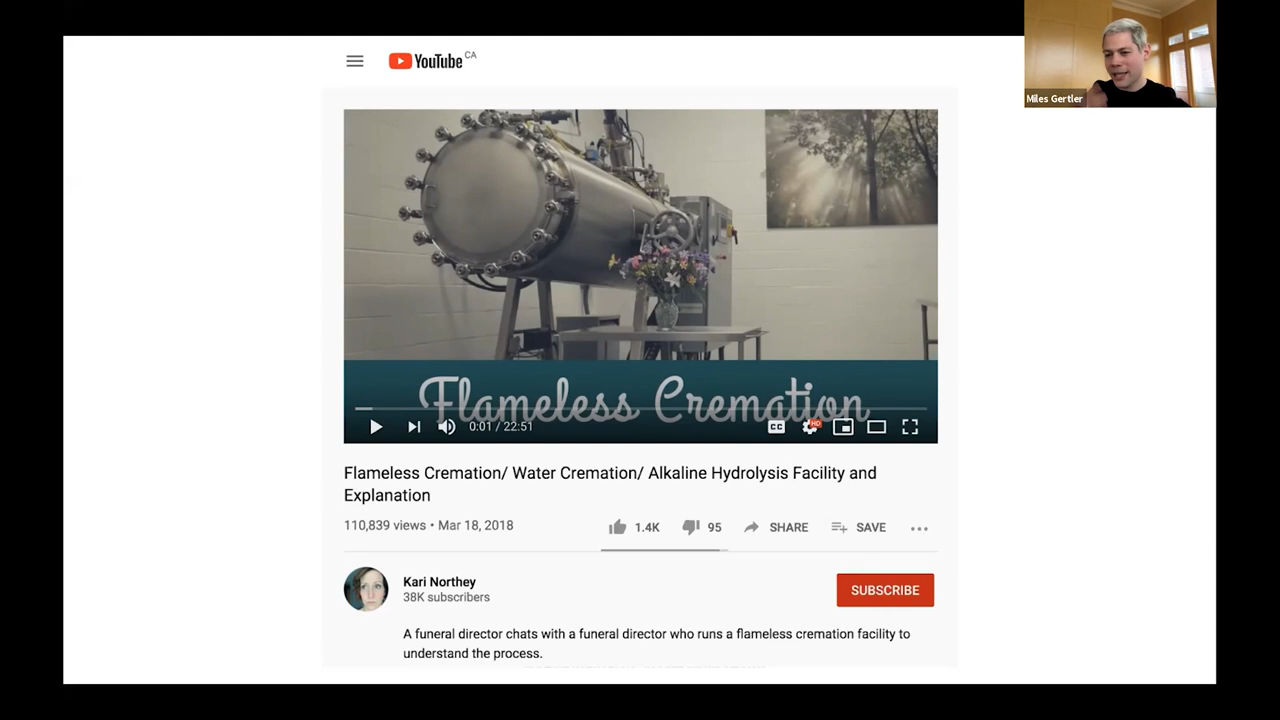 YouTube CA
Miles Gertler
Flameless Cremation
0:01 / 22:51
CC
HD
Flameless Cremation/ Water Cremation/ Alkaline Hydrolysis Facility and
Explanation
110,839 views • Mar 18, 2018
1.4K
95
SHARE
SAVE
Kari Northey
38K subscribers
SUBSCRIBE
A funeral director chats with a funeral director who runs a flameless cremation facility to
understand the process.